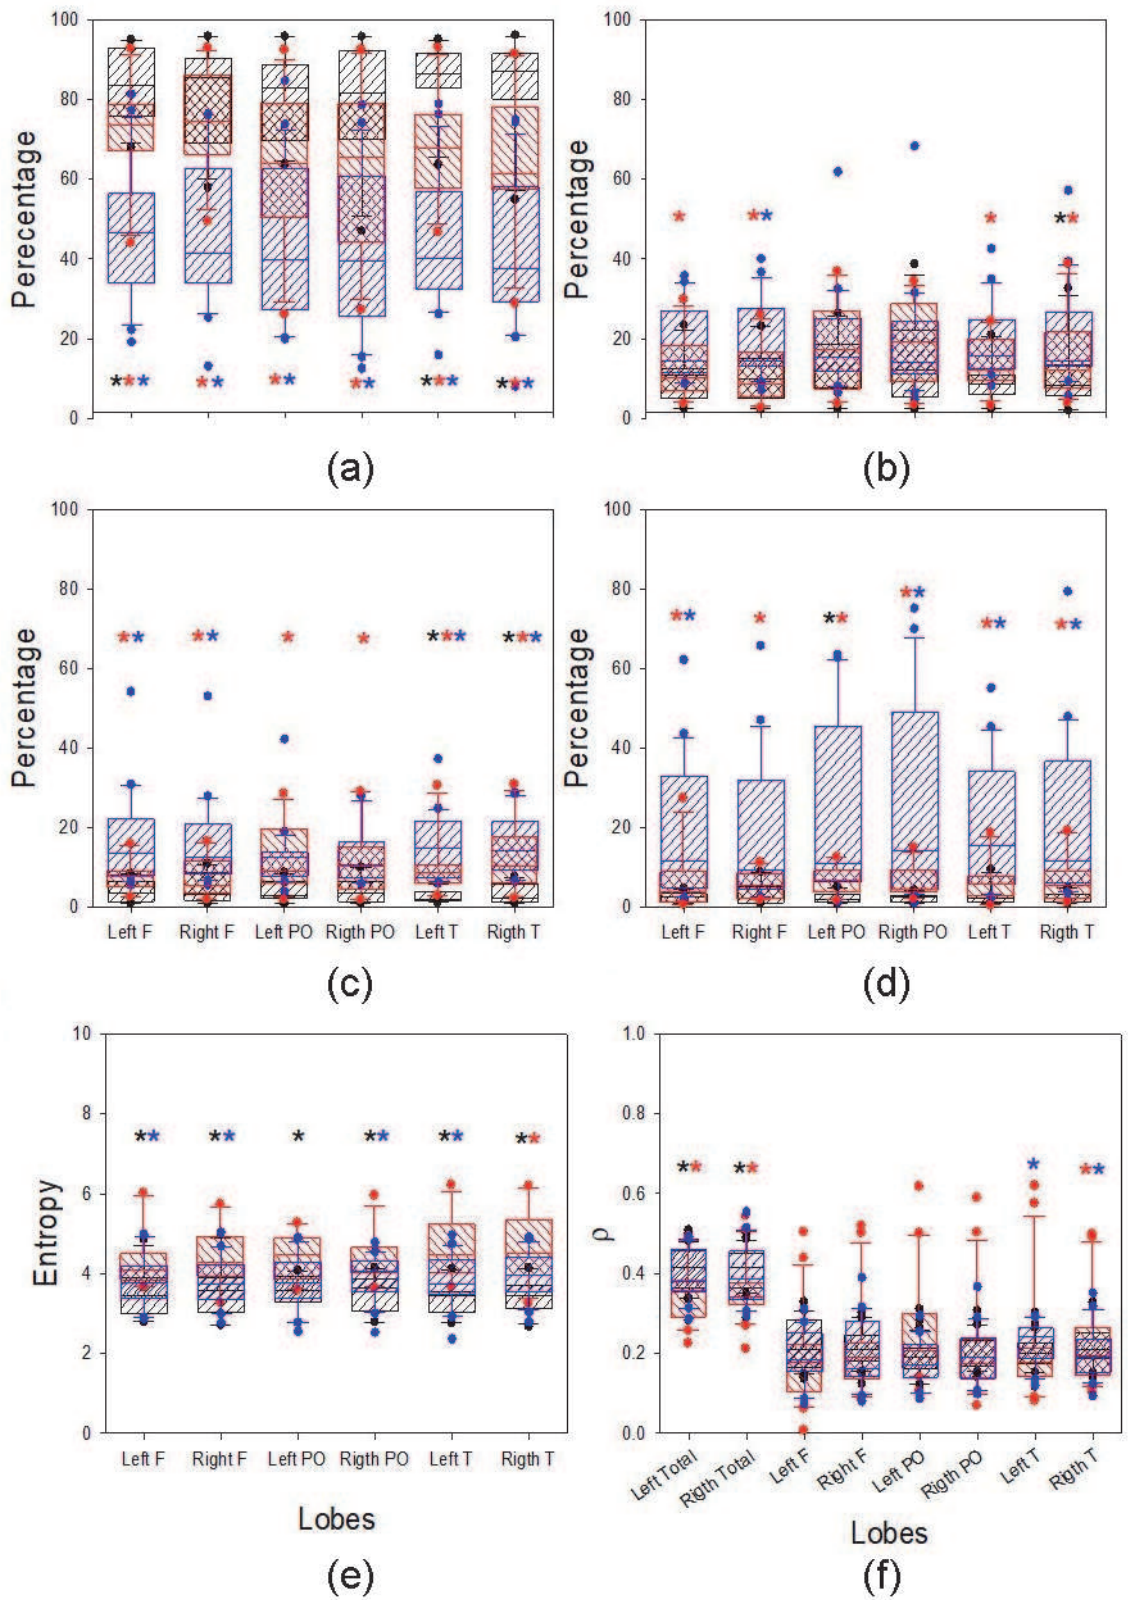 100
80
60
40
20
0
Perecentage
(a)
100
80
60
40
20
0
Percentage
(b)
100
80
60
40
20
0
Percentage
Left F Right F Left PO Rigth PO Left T Rigth T
(c)
100
80
60
40
20
0
Percentage
Left F Right F Left PO Rigth PO Left T Rigth T
(d)
10
8
6
4
2
0
Entropy
Left F Right F Left PO Rigth PO Left T Rigth T
Lobes
(e)
1.0
0.8
0.6
0.4
0.2
0.0
ρ
Left Total Rigth Total Left F Right F Left PO Rigth PO Left T Rigth T
Lobes
(f)